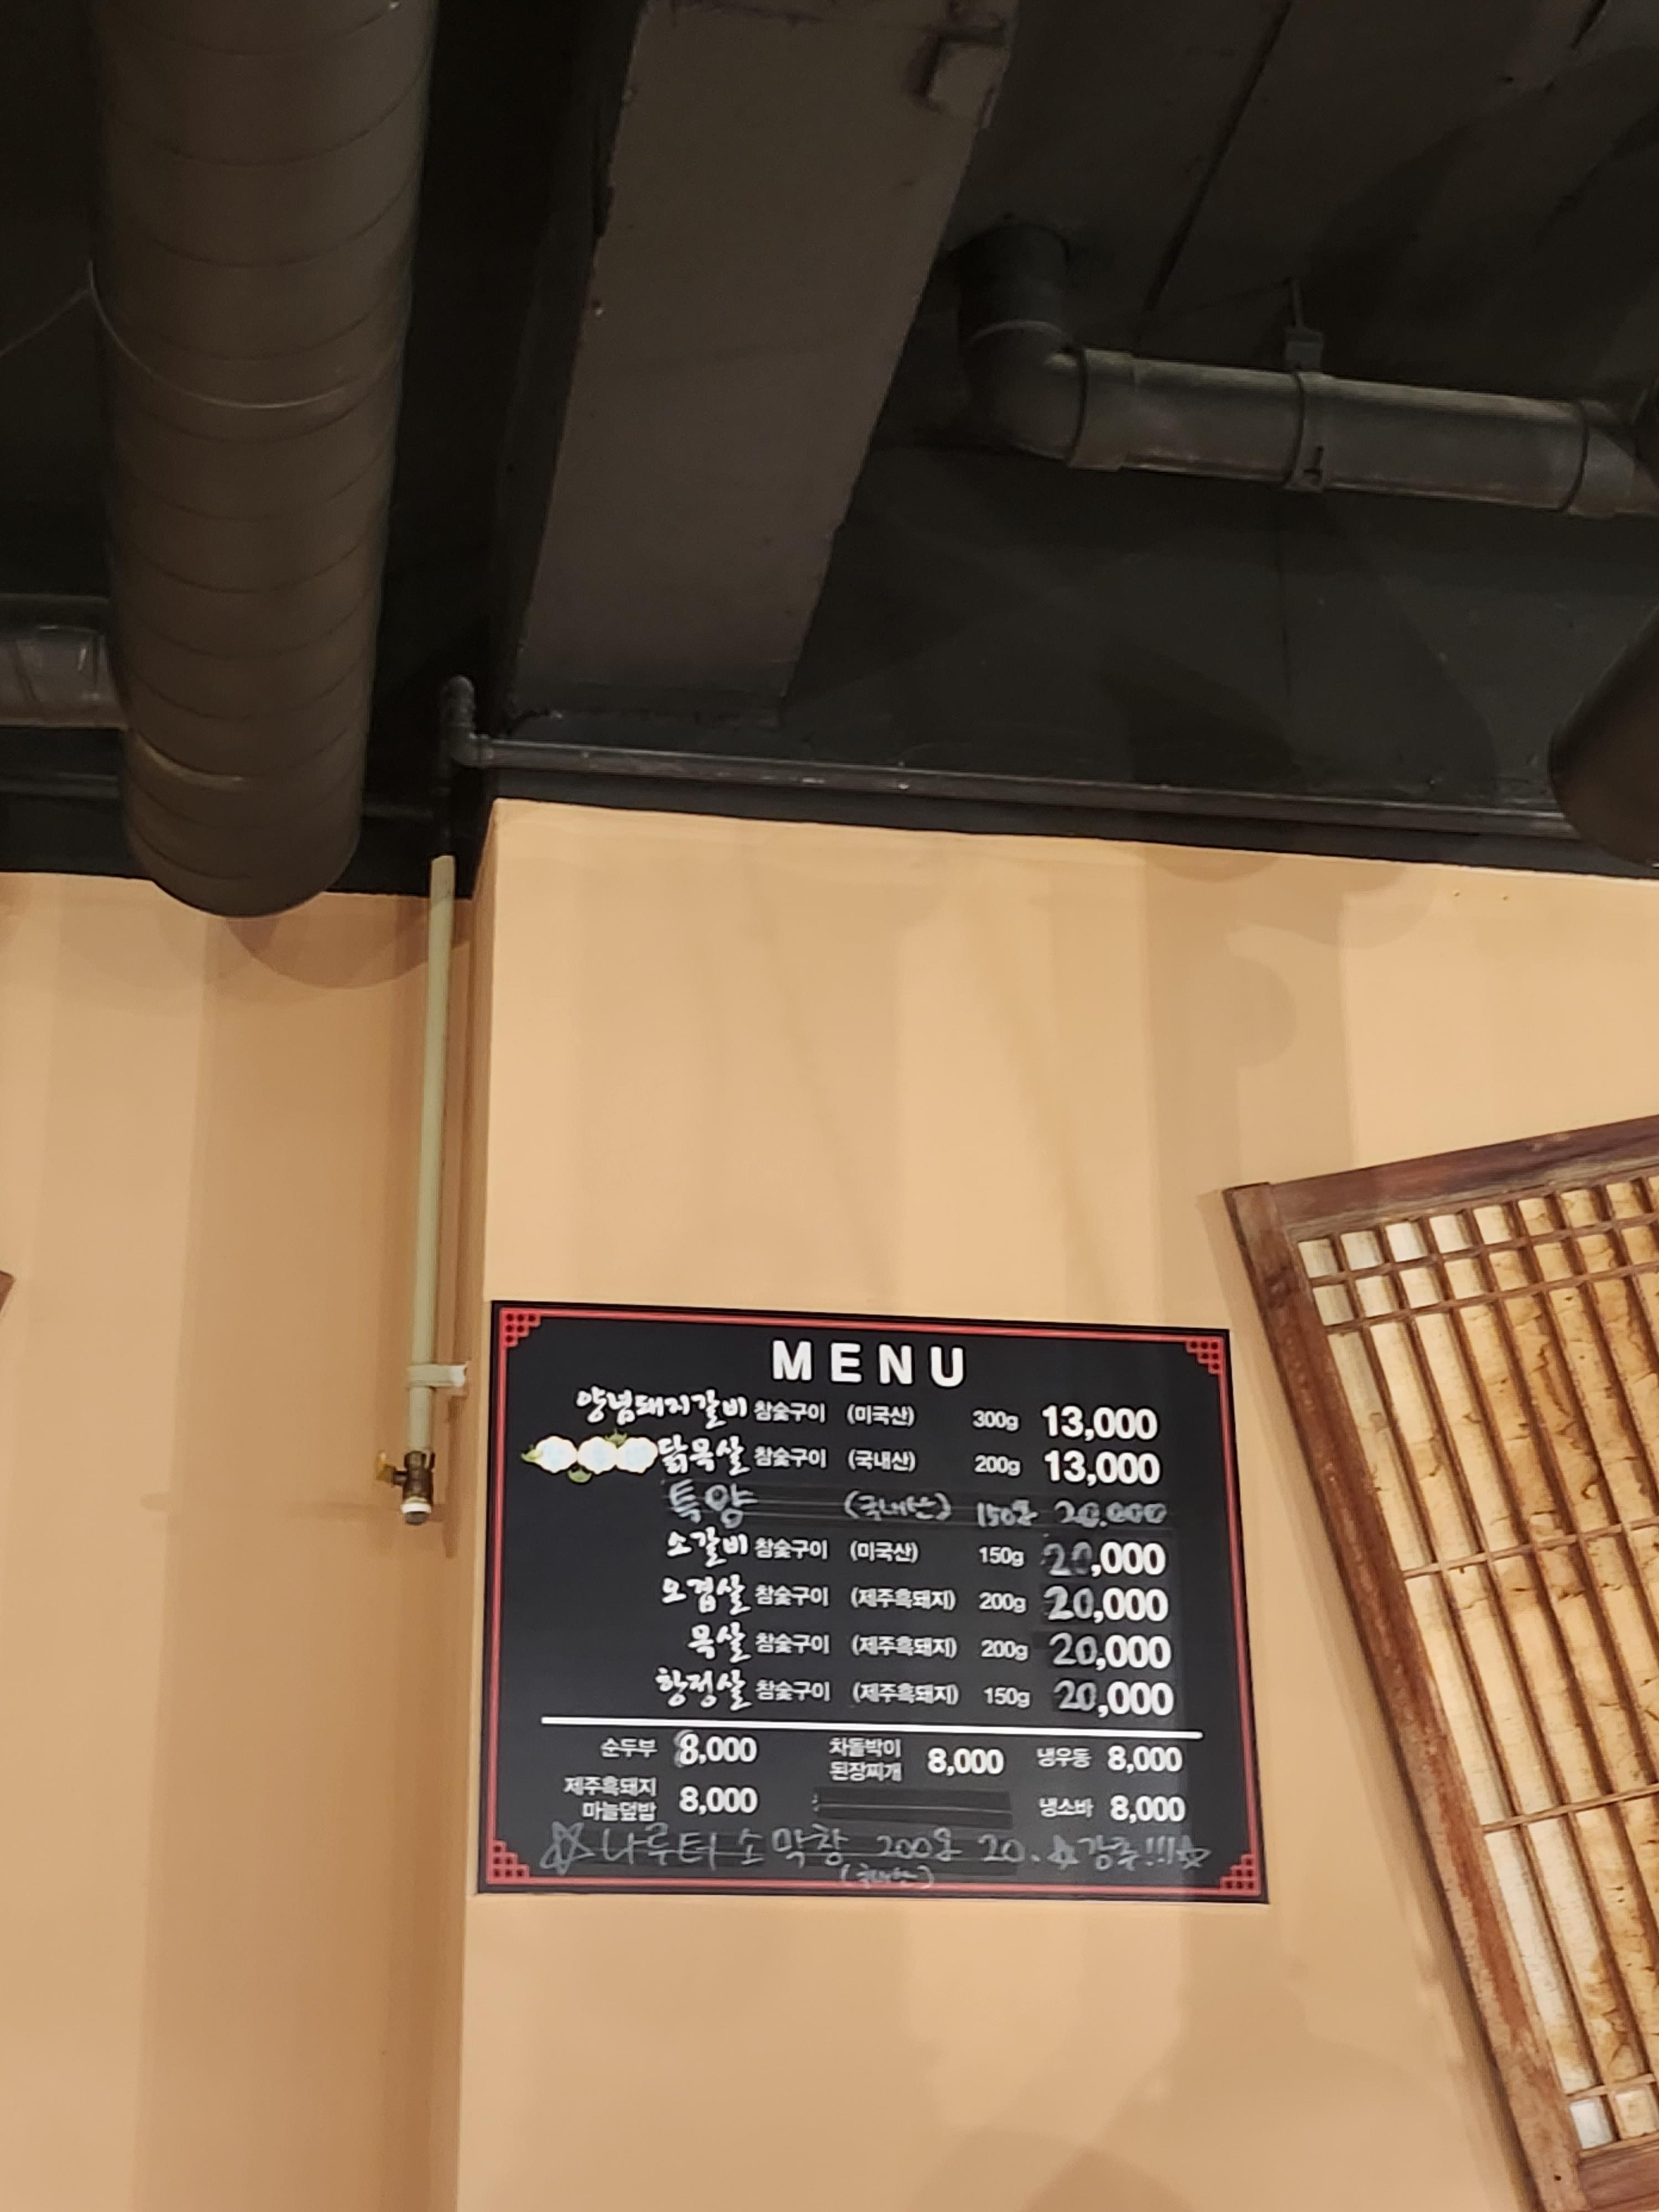 MENU
양념돼지갈비 참숯구이 (미국산) 300g 13,000
닭목살 참숯구이 (국내산) 200g 13,000
특양 (국내산) 150g 20.000
소갈비 참숯구이 (미국산) 150g 20,000
오겹살 참숯구이 (제주흑돼지) 200g 20,000
목살 참숯구이 (제주흑돼지) 200g 20,000
항정살 참숯구이 (제주흑돼지) 150g 20,000
순두부 8,000
차돌박이
된장찌개 8,000
냉우동 8,000
제주흑돼지
마늘덮밥 8,000
냉소바 8,000
☆나루터 소막창 200g 20.☆강추!!!☆
(국내산)